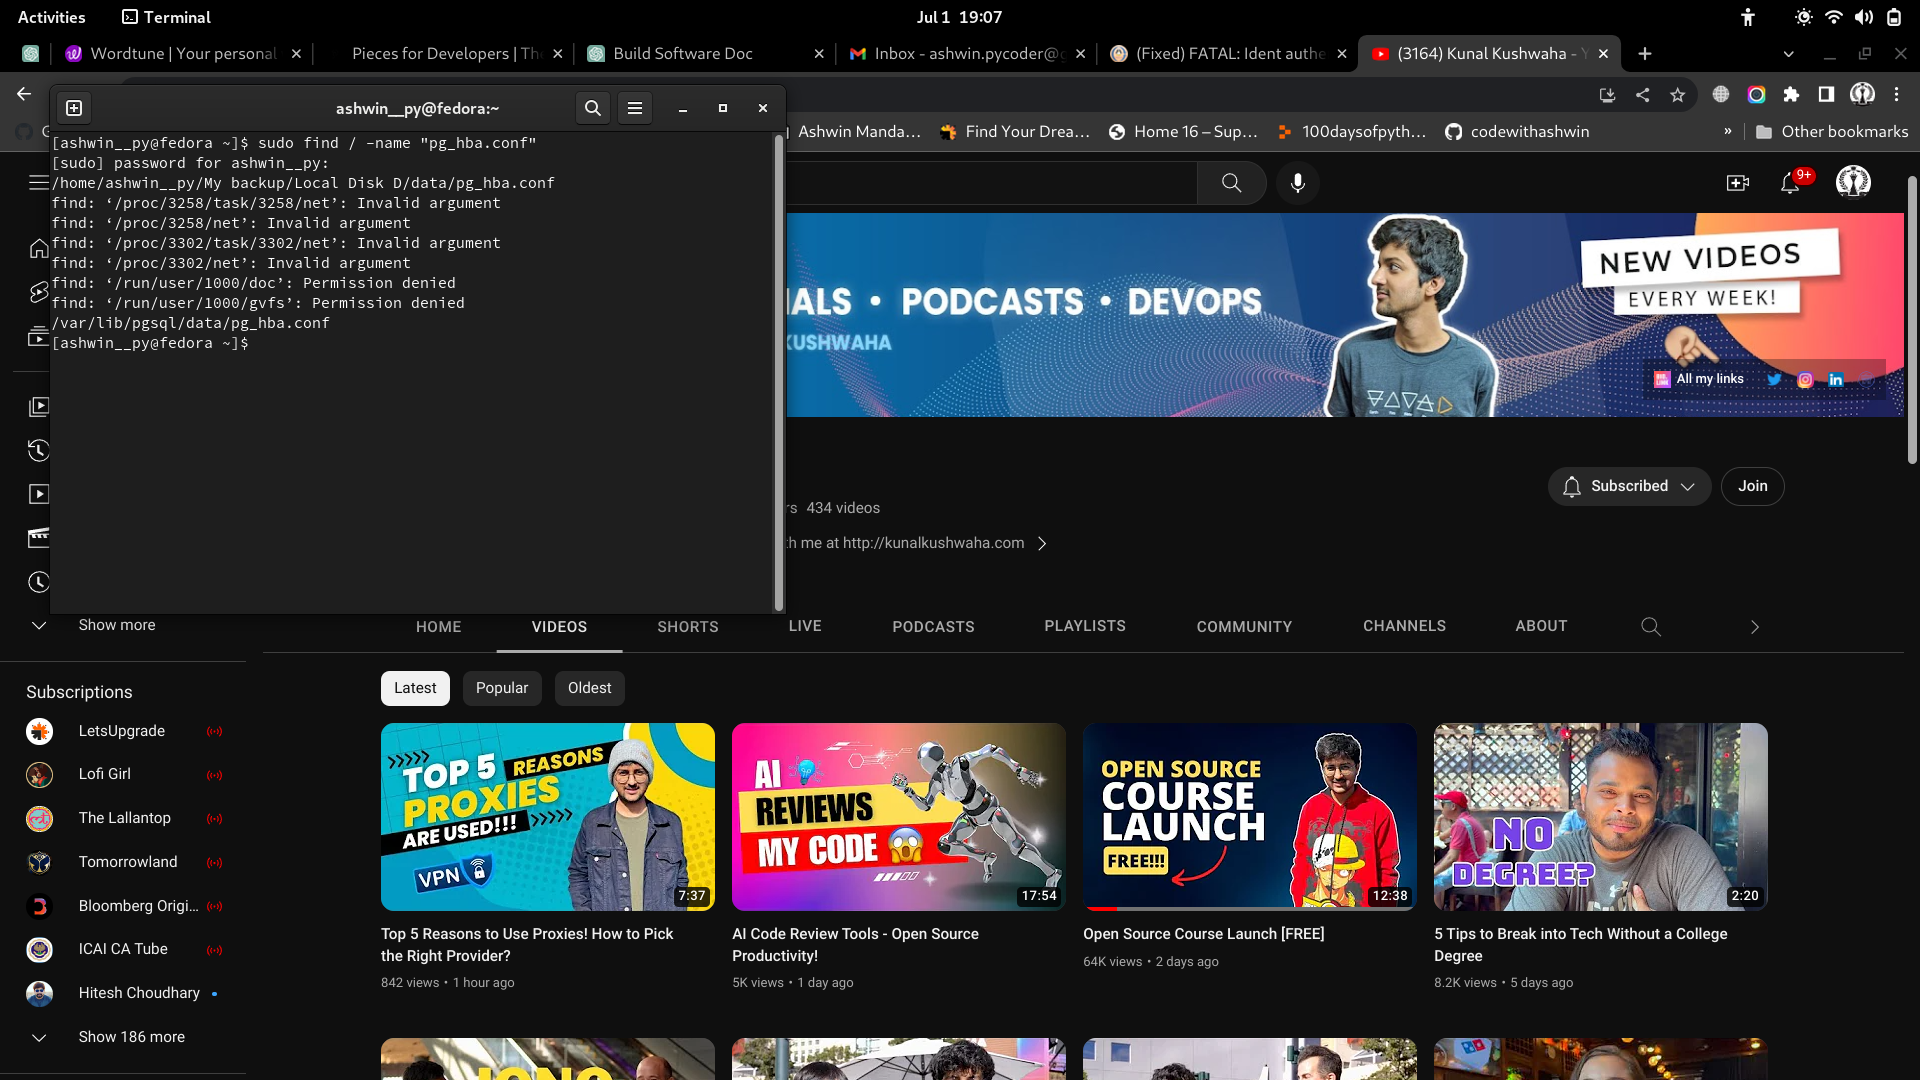 Activities
Terminal
Jul 1 19:07
Wordtune | Your personal
Pieces for Developers | The
Build Software Doc
Inbox - ashwin.pycoder@g
(Fixed) FATAL: Ident authe
(3164) Kunal Kushwaha - Y
ashwin__py@fedora:~
G
Ashwin Manda...
Find Your Drea...
Home 16 – Sup...
100daysofpyth...
codewithashwin
»
Other bookmarks
[ashwin__py@fedora ~]$ sudo find / -name "pg_hba.conf"
[sudo] password for ashwin__py:
/home/ashwin__py/My backup/Local Disk D/data/pg_hba.conf
find: ‘/proc/3258/task/3258/net’: Invalid argument
find: ‘/proc/3258/net’: Invalid argument
find: ‘/proc/3302/task/3302/net’: Invalid argument
find: ‘/proc/3302/net’: Invalid argument
find: ‘/run/user/1000/doc’: Permission denied
find: ‘/run/user/1000/gvfs’: Permission denied
/var/lib/pgsql/data/pg_hba.conf
[ashwin__py@fedora ~]$
9+
IALS • PODCASTS • DEVOPS
KUSHWAHA
NEW VIDEOS
EVERY WEEK!
All my links
rs 434 videos
th me at http://kunalkushwaha.com
Subscribed
Join
Show more
HOME
VIDEOS
SHORTS
LIVE
PODCASTS
PLAYLISTS
COMMUNITY
CHANNELS
ABOUT
Subscriptions
LetsUpgrade
Lofi Girl
The Lallantop
Tomorrowland
Bloomberg Origi...
ICAI CA Tube
Hitesh Choudhary
Show 186 more
Latest
Popular
Oldest
TOP 5 REASONS
PROXIES
ARE USED!!!
VPN
7:37
Top 5 Reasons to Use Proxies! How to Pick
the Right Provider?
842 views • 1 hour ago
AI
REVIEWS
MY CODE
17:54
AI Code Review Tools - Open Source
Productivity!
5K views • 1 day ago
OPEN SOURCE
COURSE
LAUNCH
FREE!!!
12:38
Open Source Course Launch [FREE]
64K views • 2 days ago
NO
DEGREE?
2:20
5 Tips to Break into Tech Without a College
Degree
8.2K views • 5 days ago